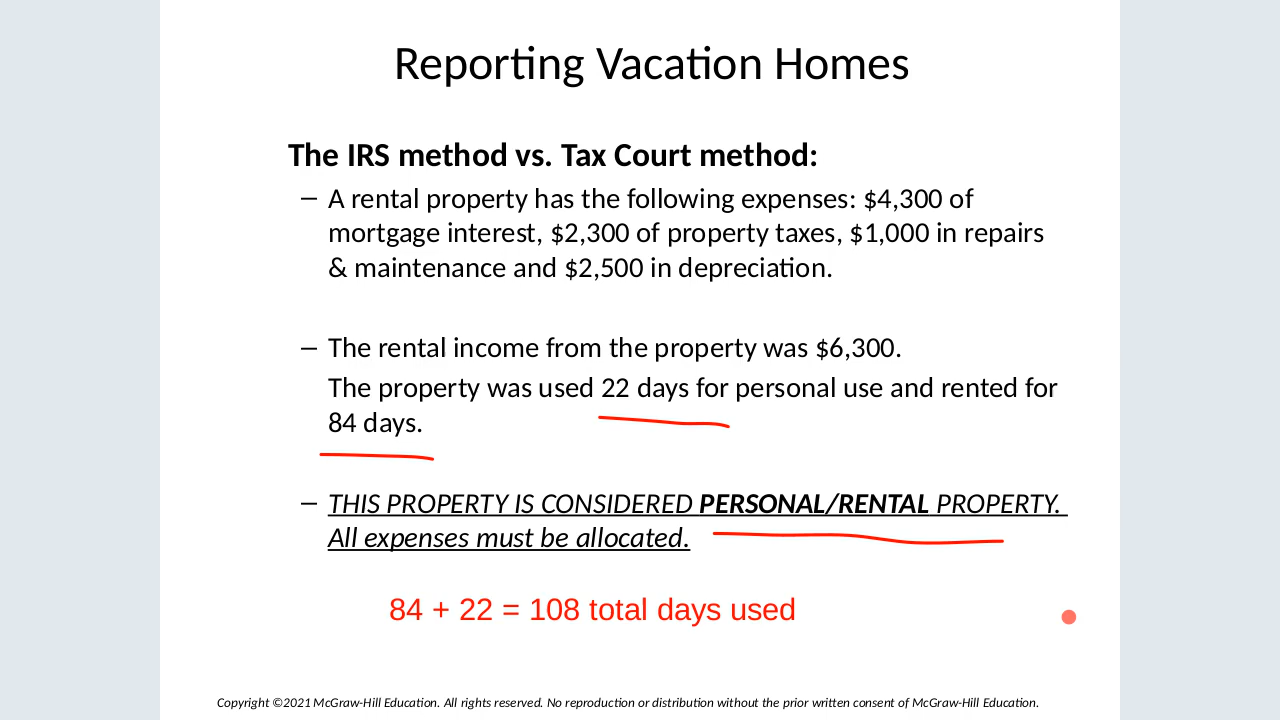 Reporting Vacation Homes
The IRS method vs. Tax Court method:
– A rental property has the following expenses: $4,300 of
mortgage interest, $2,300 of property taxes, $1,000 in repairs
& maintenance and $2,500 in depreciation.
– The rental income from the property was $6,300.
The property was used 22 days for personal use and rented for
84 days.
– THIS PROPERTY IS CONSIDERED PERSONAL/RENTAL PROPERTY.
All expenses must be allocated.
84 + 22 = 108 total days used
Copyright ©2021 McGraw-Hill Education. All rights reserved. No reproduction or distribution without the prior written consent of McGraw-Hill Education.